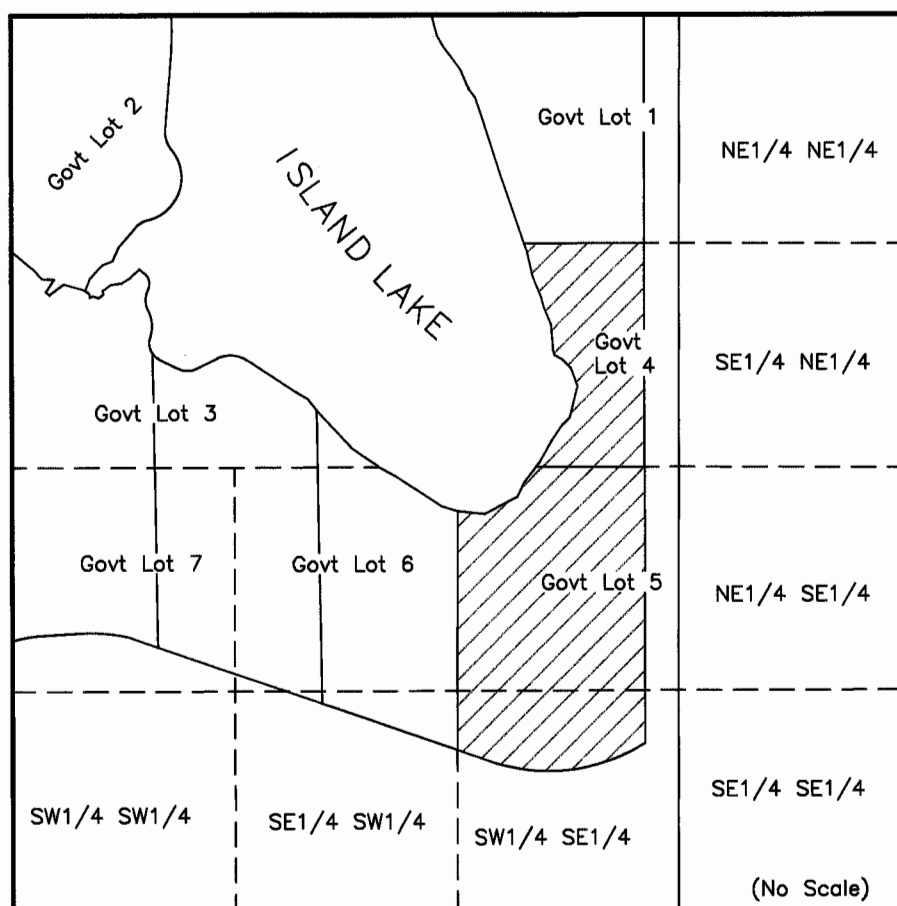 Govt Lot 1
Govt Lot 2
NE1/4 NE1/4
ISLAND LAKE
Govt
Lot 4
SE1/4 NE1/4
Govt Lot 3
Govt Lot 7
Govt Lot 6
Govt Lot 5
NE1/4 SE1/4
SW1/4 SW1/4
SE1/4 SW1/4
SW1/4 SE1/4
SE1/4 SE1/4
(No Scale)